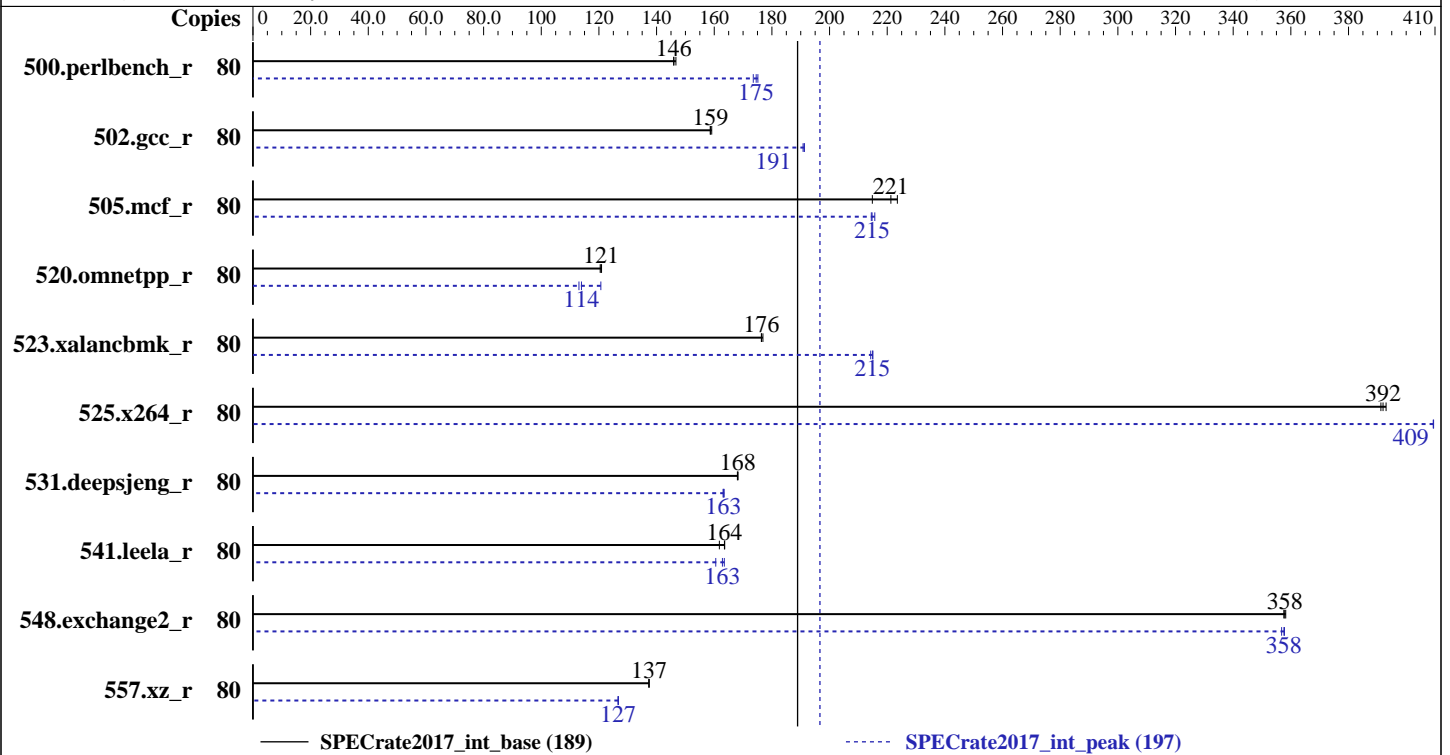 Copies 0 20.0 40.0 60.0 80.0 100 120 140 160 180 200 220 240 260 280 300 320 340 360 380 410
146
500.perlbench_r 80
175
159
502.gcc_r 80
191
221
505.mcf_r 80
215
121
520.omnetpp_r 80
114
176
523.xalancbmk_r 80
215
392
525.x264_r 80
409
168
531.deepsjeng_r 80
163
164
541.leela_r 80
163
358
548.exchange2_r 80
358
137
557.xz_r 80
127
SPECrate2017_int_base (189) SPECrate2017_int_peak (197)